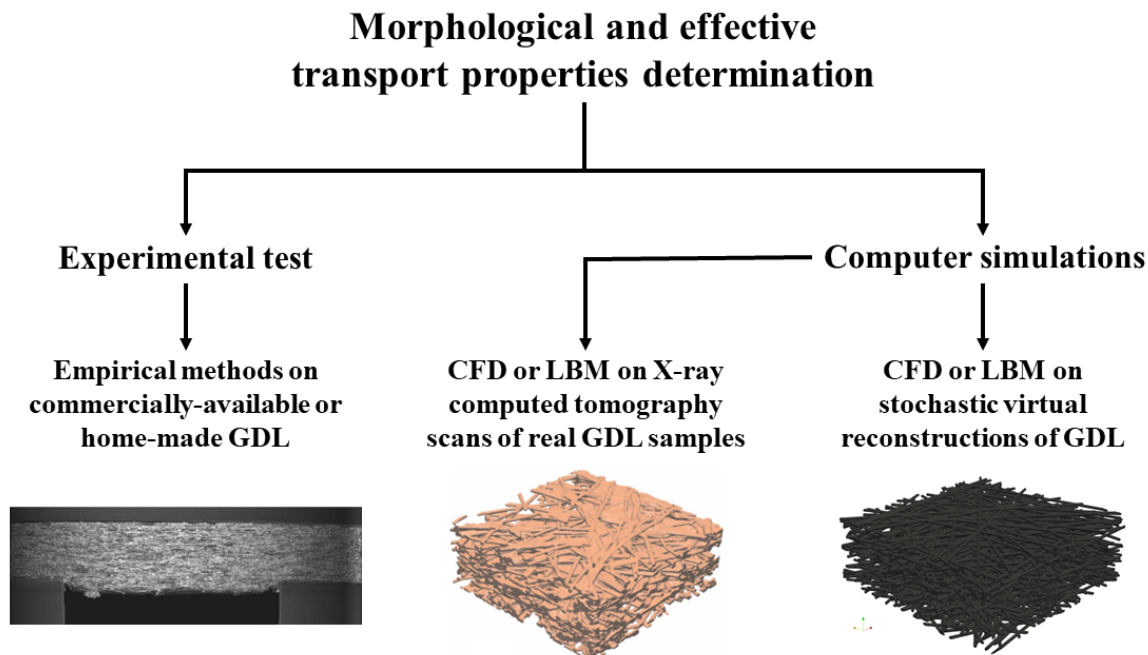 Morphological and effective
transport properties determination
Experimental test
Computer simulations
Empirical methods on
commercially-available or
home-made GDL
CFD or LBM on X-ray
computed tomography
scans of real GDL samples
CFD or LBM on
stochastic virtual
reconstructions of GDL